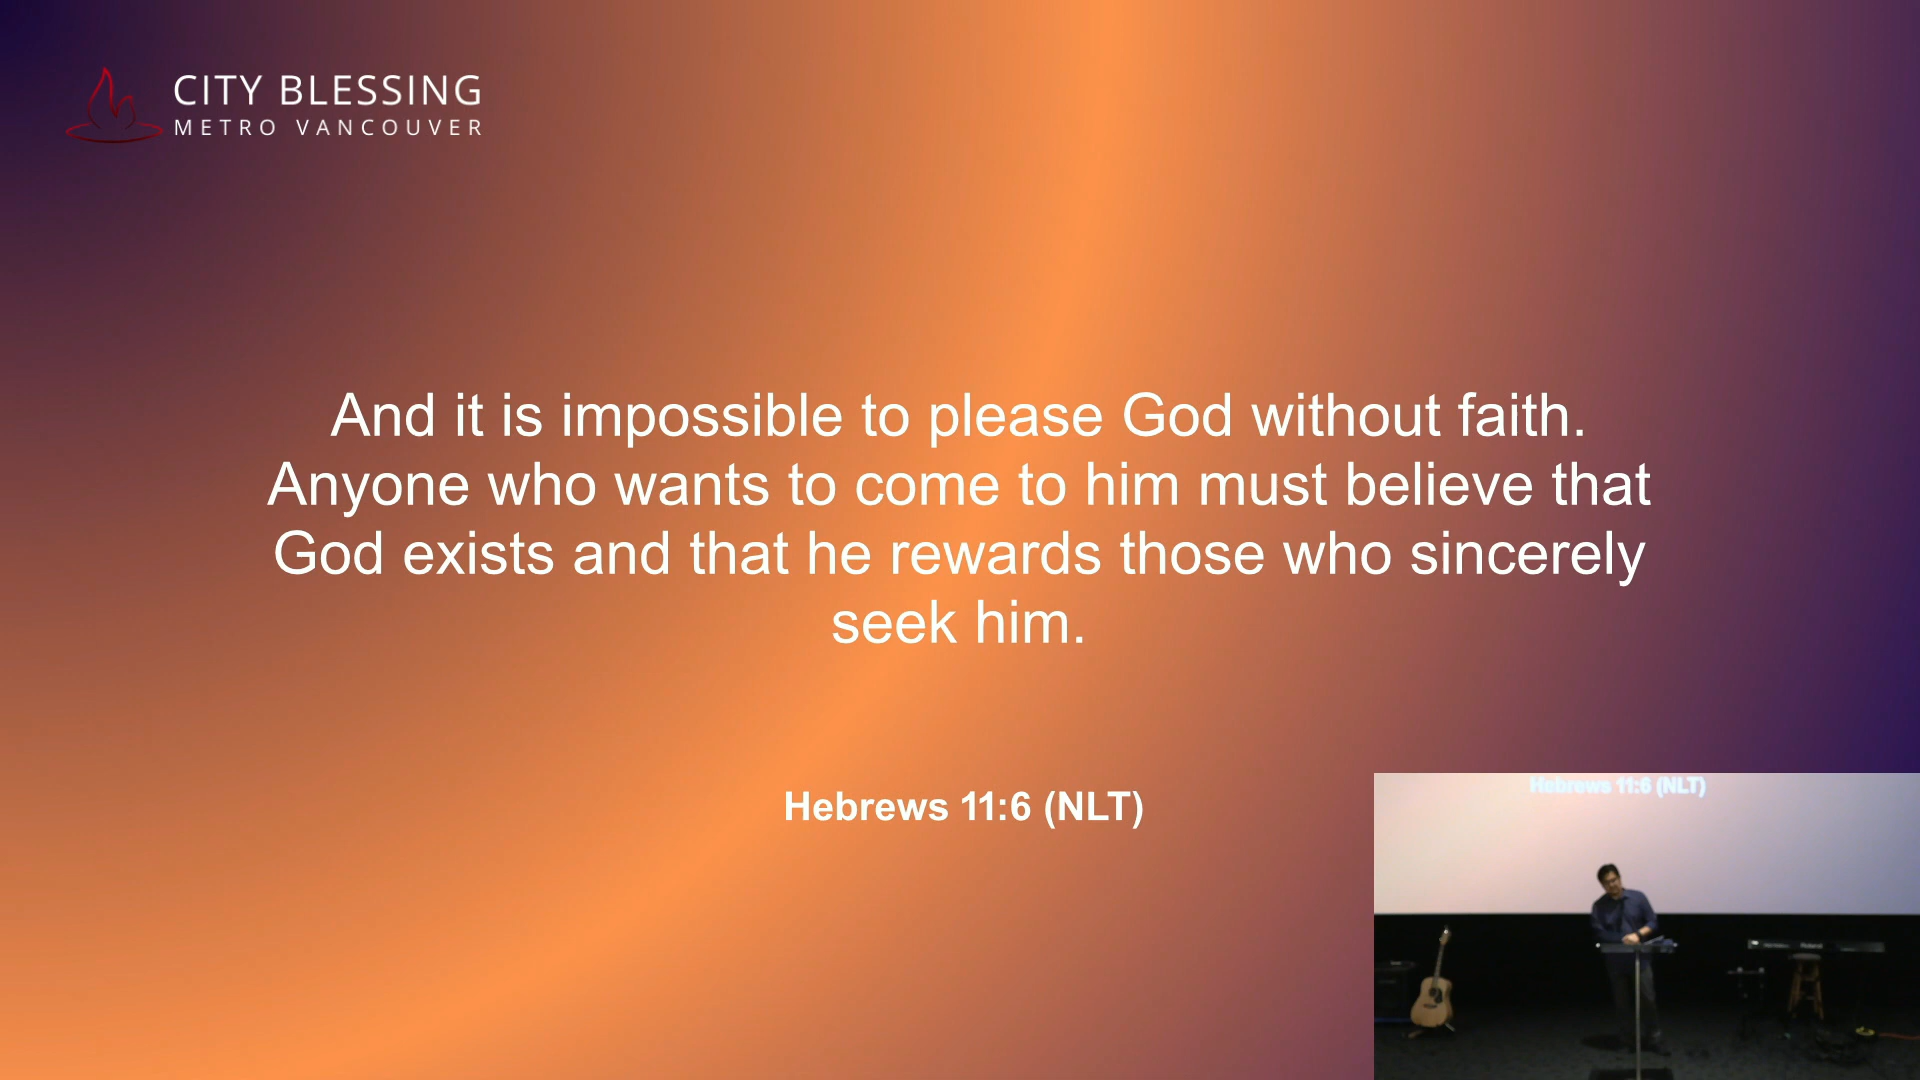 CITY BLESSING
METRO VANCOUVER
And it is impossible to please God without faith.
Anyone who wants to come to him must believe that
God exists and that he rewards those who sincerely
seek him.
Hebrews 11:6 (NLT)
Hebrews 11:6 (NLT)
Roland